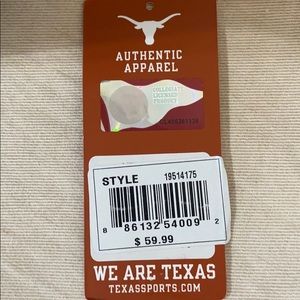 AUTHENTIC
APPAREL
COLLEGIATE
LICENSED
PRODUCT
STYLE 19514175
8 86132 54009 2
$ 59.99
WE ARE TEXAS
TEXASSPORTS.COM